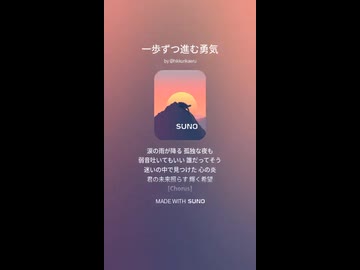 一歩ずつ進む勇気
SUNO
涙の雨が降る 孤独な夜も
弱音吐いてもいい 誰だってそう
迷いの中で見つけた 心の炎
君の未来照らす 輝く希望
[Chorus]
MADE WITH SUNO